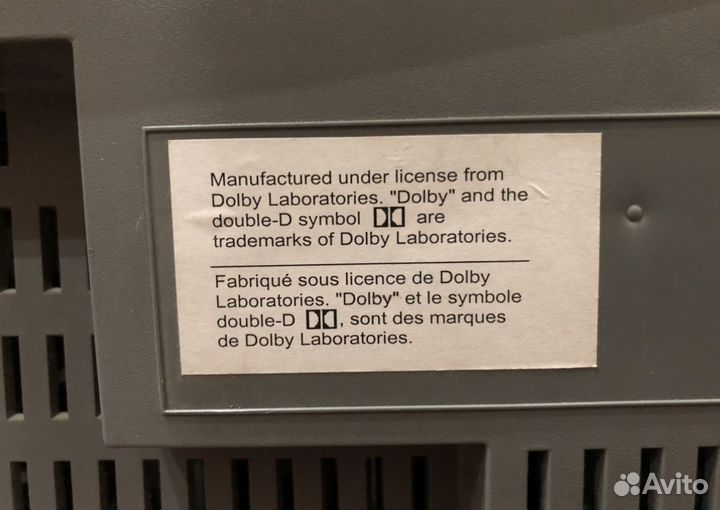 Manufactured under license from
Dolby Laboratories. "Dolby" and the
double-D symbol are
trademarks of Dolby Laboratories.
Fabriqué sous licence de Dolby
Laboratories. "Dolby" et le symbole
double-D , sont des marques
de Dolby Laboratories.
Avito